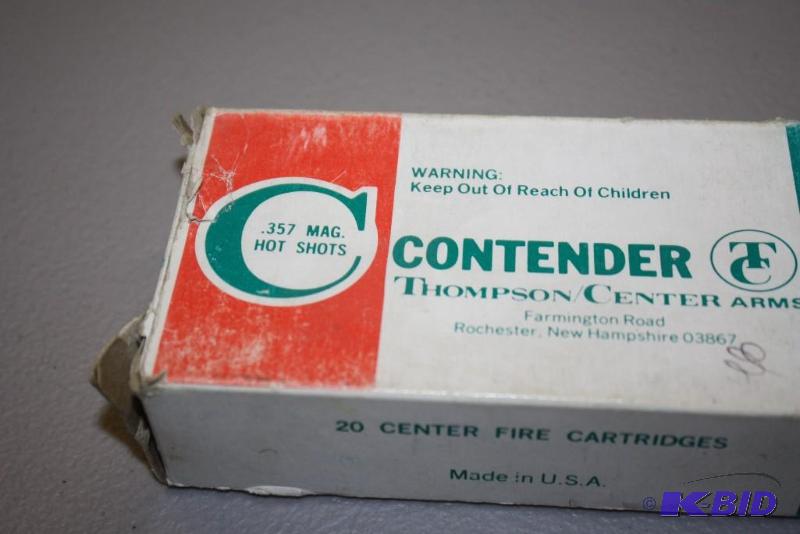 WARNING:
Keep Out Of Reach Of Children
C
.357 MAG.
HOT SHOTS
CONTENDER
TC
THOMPSON/CENTER ARMS
Farmington Road
Rochester, New Hampshire 03867
20 CENTER FIRE CARTRIDGES
Made in U.S.A.
© K-BID